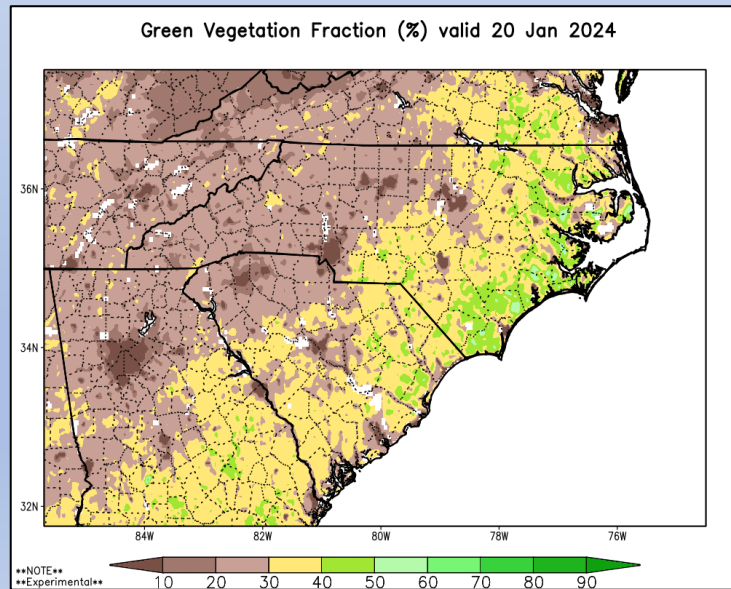 Green Vegetation Fraction (%) valid 20 Jan 2024
36N
34N
32N
84W 82W 80W 78W 76W
**NOTE**
**Experimental**
10 20 30 40 50 60 70 80 90